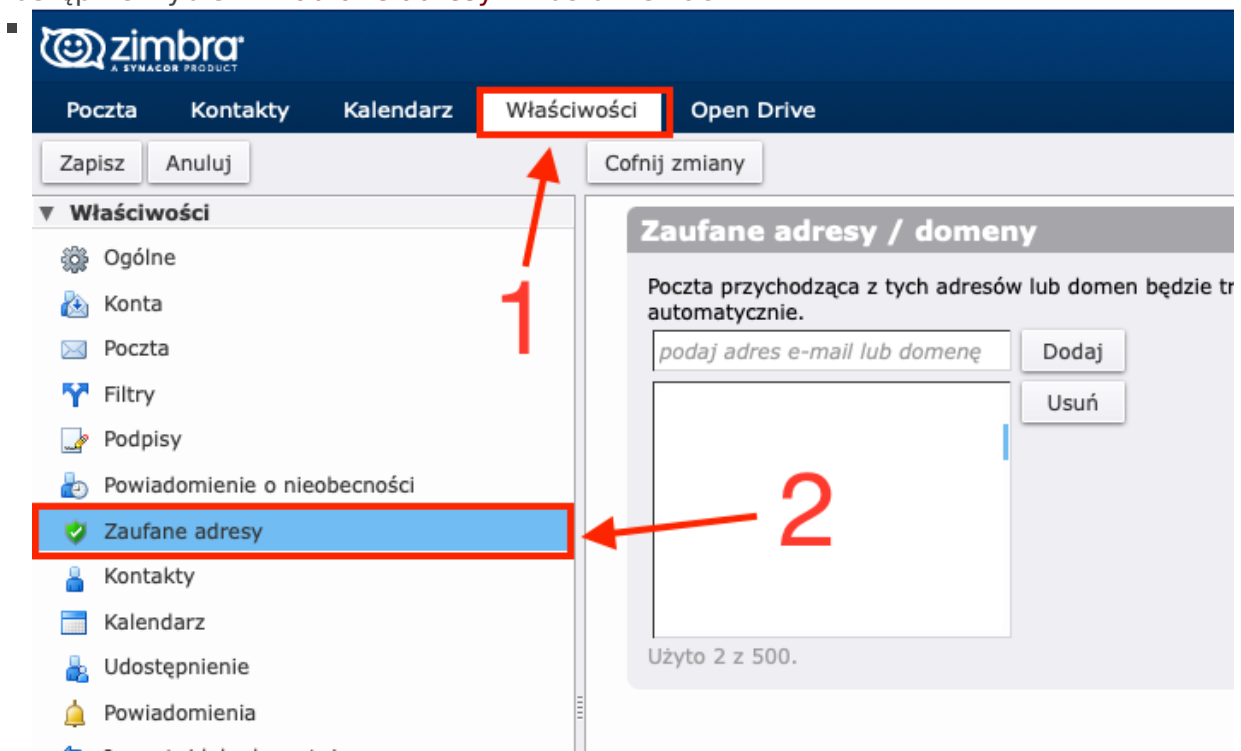 zimbra
A SYNACOR PRODUCT
Poczta Kontakty Kalendarz Właściwości Open Drive
Zapisz Anuluj Cofnij zmiany
Właściwości
Ogólne
Konta
Poczta
Filtry
Podpisy
Powiadomienie o nieobecności
Zaufane adresy
Kontakty
Kalendarz
Udostępnienie
Powiadomienia
1
2
Zaufane adresy / domeny
Poczta przychodząca z tych adresów lub domen będzie
automatycznie.
podaj adres e-mail lub domenę Dodaj
Usuń
Użyto 2 z 500.